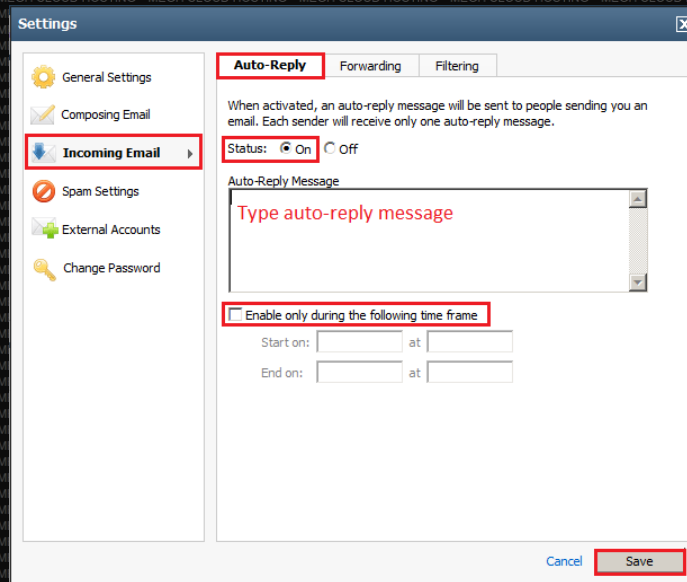 Settings
General Settings
Composing Email
Incoming Email
Spam Settings
External Accounts
Change Password
Auto-Reply
Forwarding
Filtering
When activated, an auto-reply message will be sent to people sending you an
email. Each sender will receive only one auto-reply message.
Status: On Off
Auto-Reply Message
Type auto-reply message
Enable only during the following time frame
Start on: at
End on: at
Cancel Save